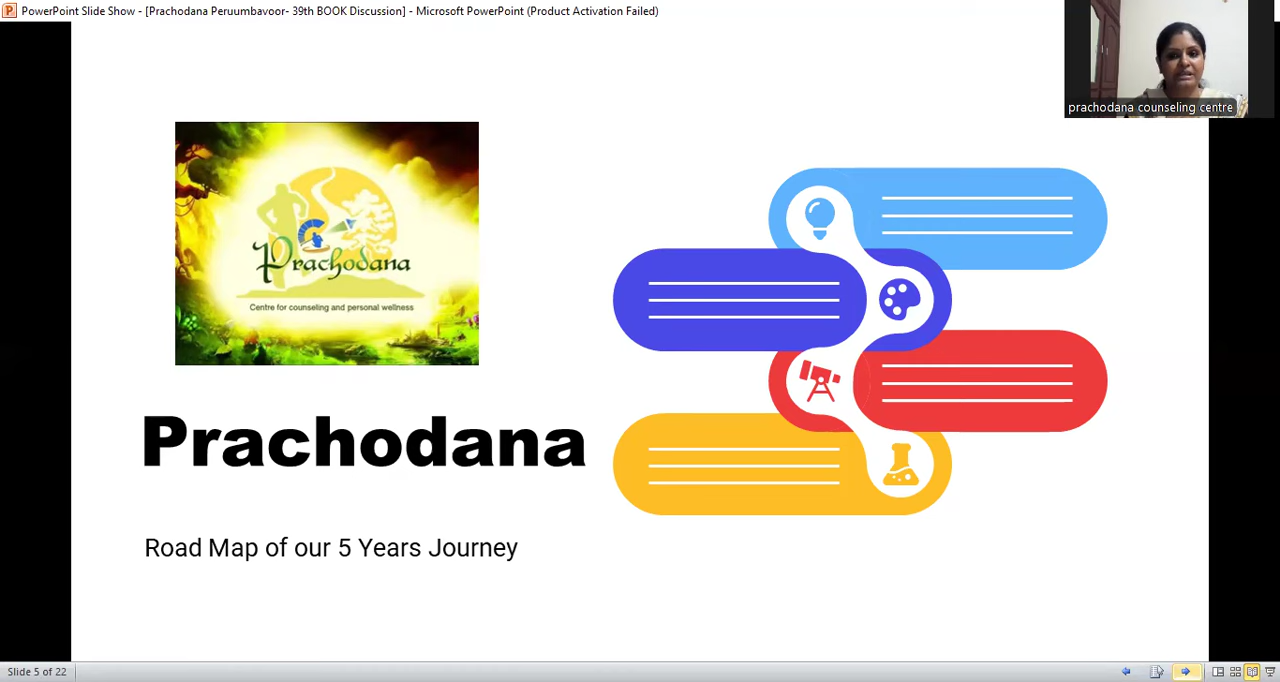 PowerPoint Slide Show - [Prachodana Peruumbavoor- 39th BOOK Discussion] - Microsoft PowerPoint (Product Activation Failed)
prachodana counseling centre
Prachodana
Centre for counseling and personal wellness
Prachodana
Road Map of our 5 Years Journey
Slide 5 of 22